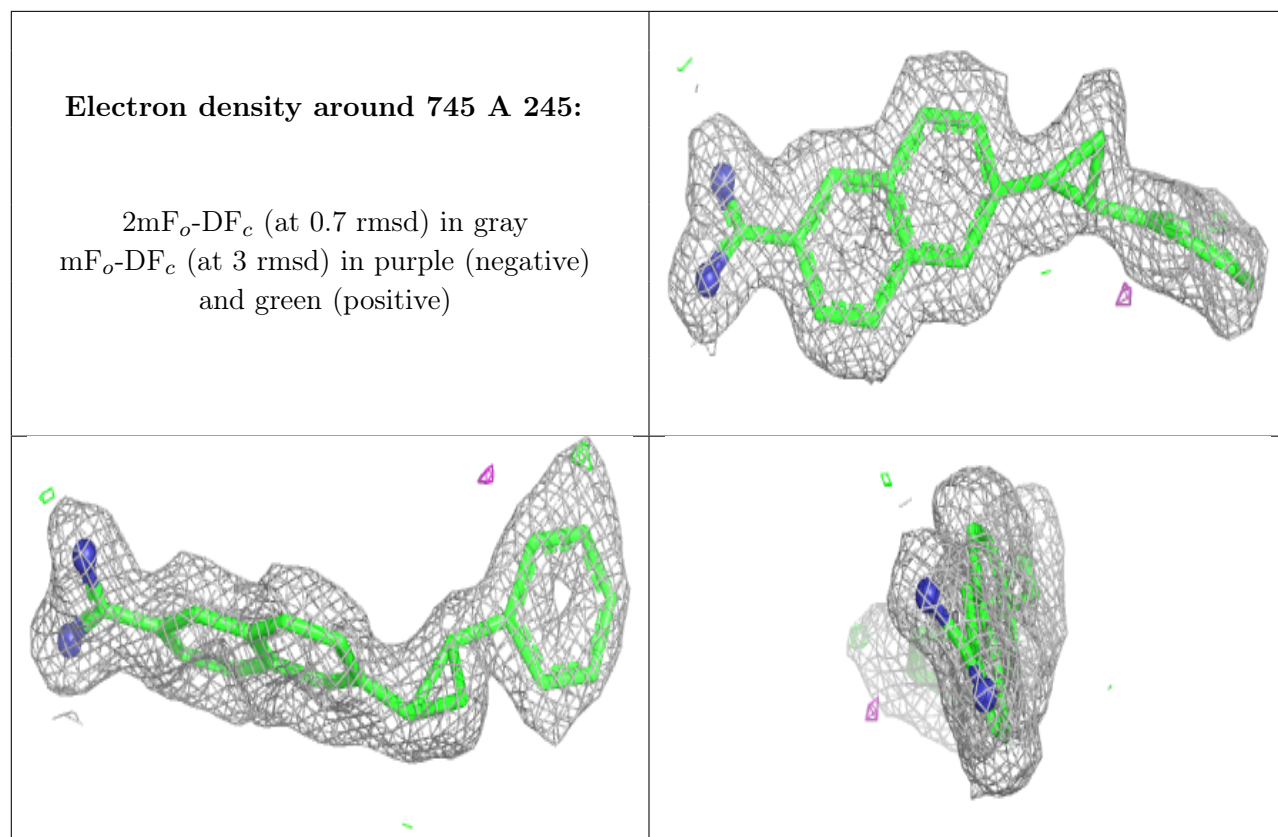 Electron density around 745 A 245:
2mFo-DFc (at 0.7 rmsd) in gray
mFo-DFc (at 3 rmsd) in purple (negative)
and green (positive)